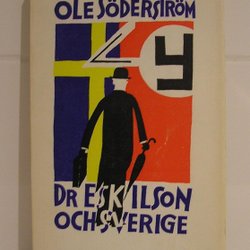 OLE SÖDERSTRÖM
DR ESKILSON
OCH SVERIGE